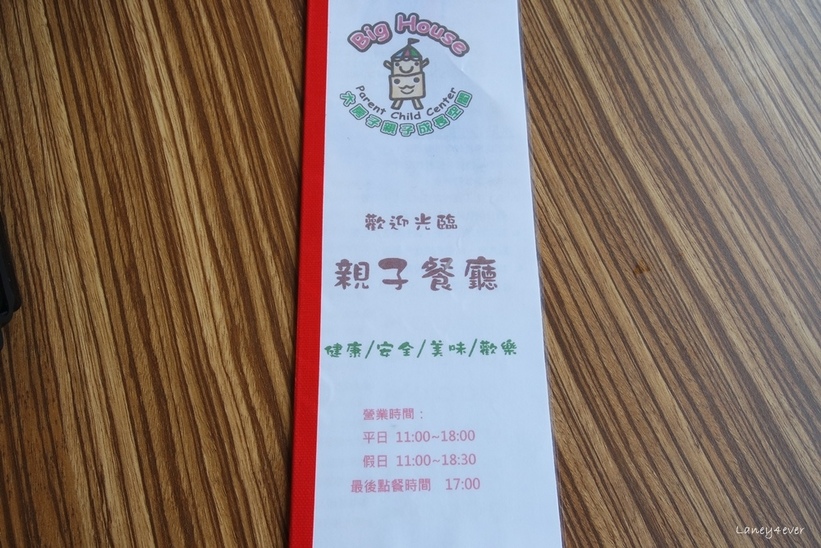 Big House
Parent Child Center
大房子親子成長空間
歡迎光臨
親子餐廳
健康/安全/美味/歡樂
營業時間：
平日 11:00~18:00
假日 11:00~18:30
最後點餐時間 17:00
Laney4ever